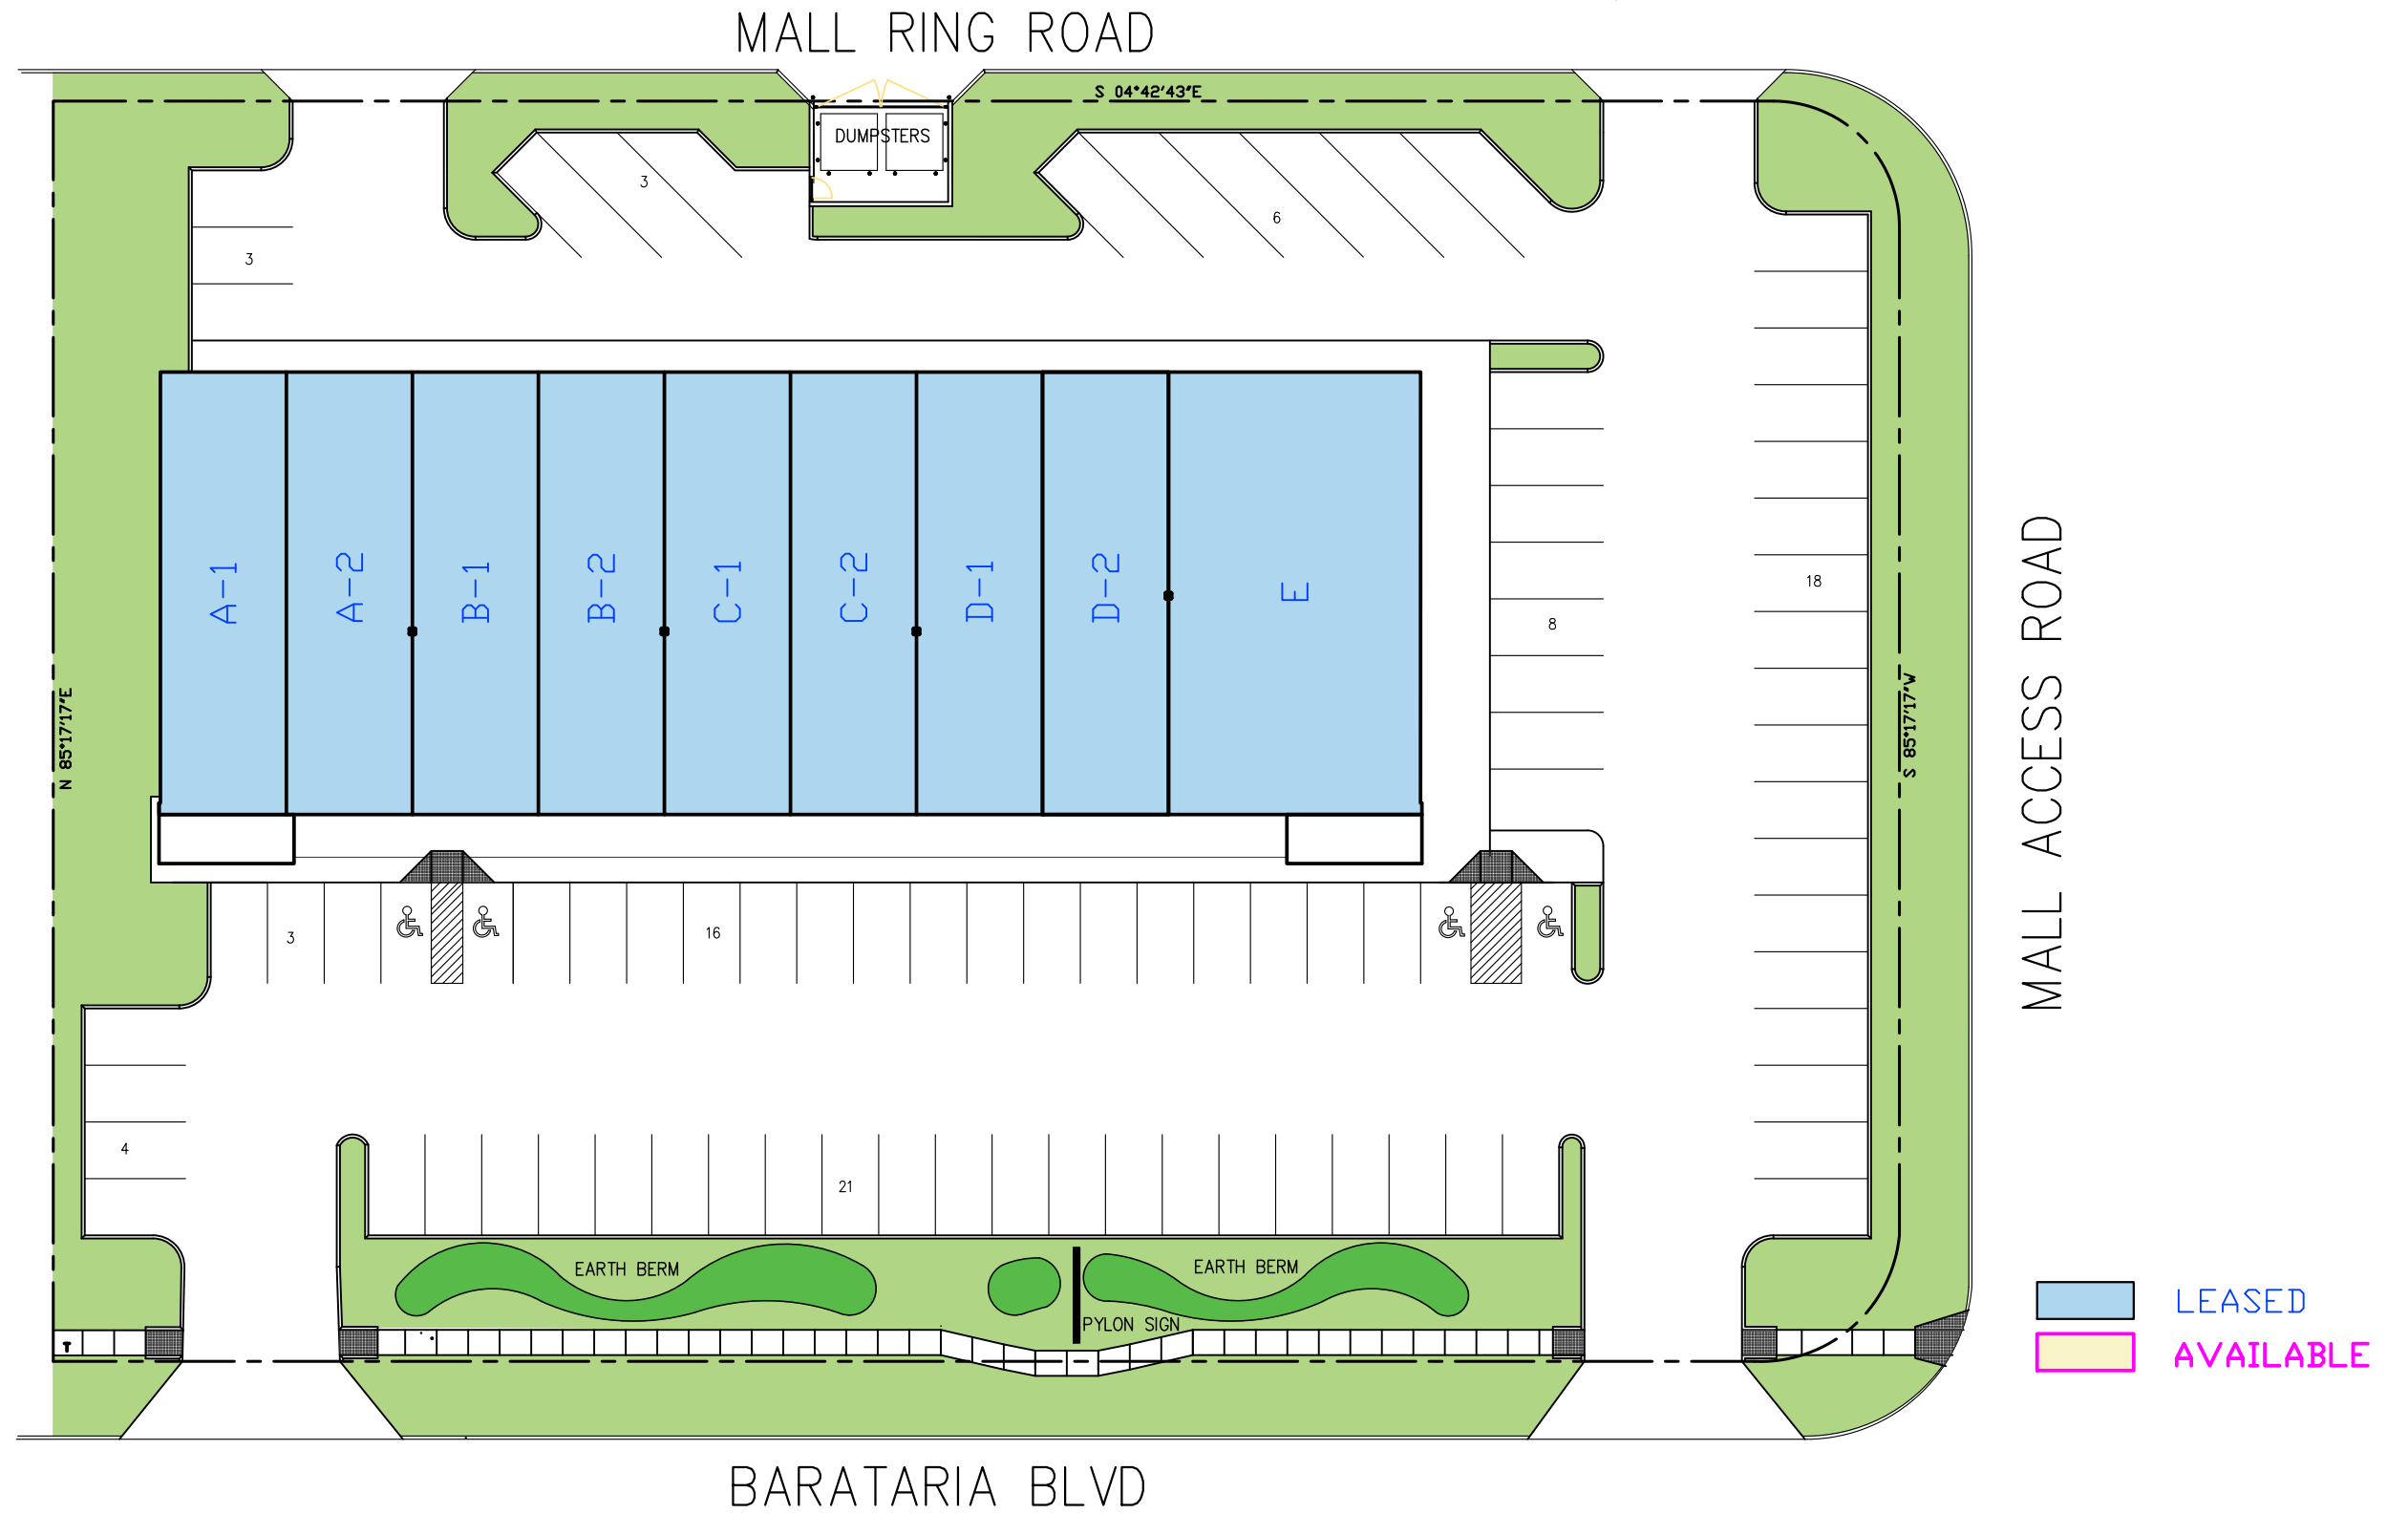 MALL RING ROAD
S 04°42'43"E
DUMPSTERS
3
6
3
A-1
A-2
B-1
B-2
C-1
C-2
D-1
D-2
E
18
8
MALL ACCESS ROAD
N 85°17'17"E
S 85°17'17"W
3
16
4
21
EARTH BERM
EARTH BERM
PYLON SIGN
T
LEASED
AVAILABLE
BARATARIA BLVD